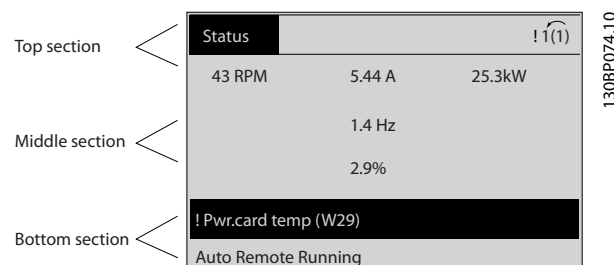 Top section
Status !1(1)
43 RPM 5.44 A 25.3kW
Middle section
1.4 Hz
2.9%
! Pwr.card temp (W29)
Bottom section
Auto Remote Running
130BP074.10